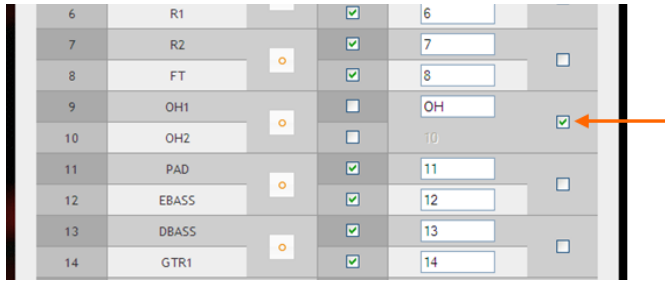 6 R1 6
7 R2 7
8 FT 8
9 OH1 OH
10 OH2 10
11 PAD 11
12 EBASS 12
13 DBASS 13
14 GTR1 14